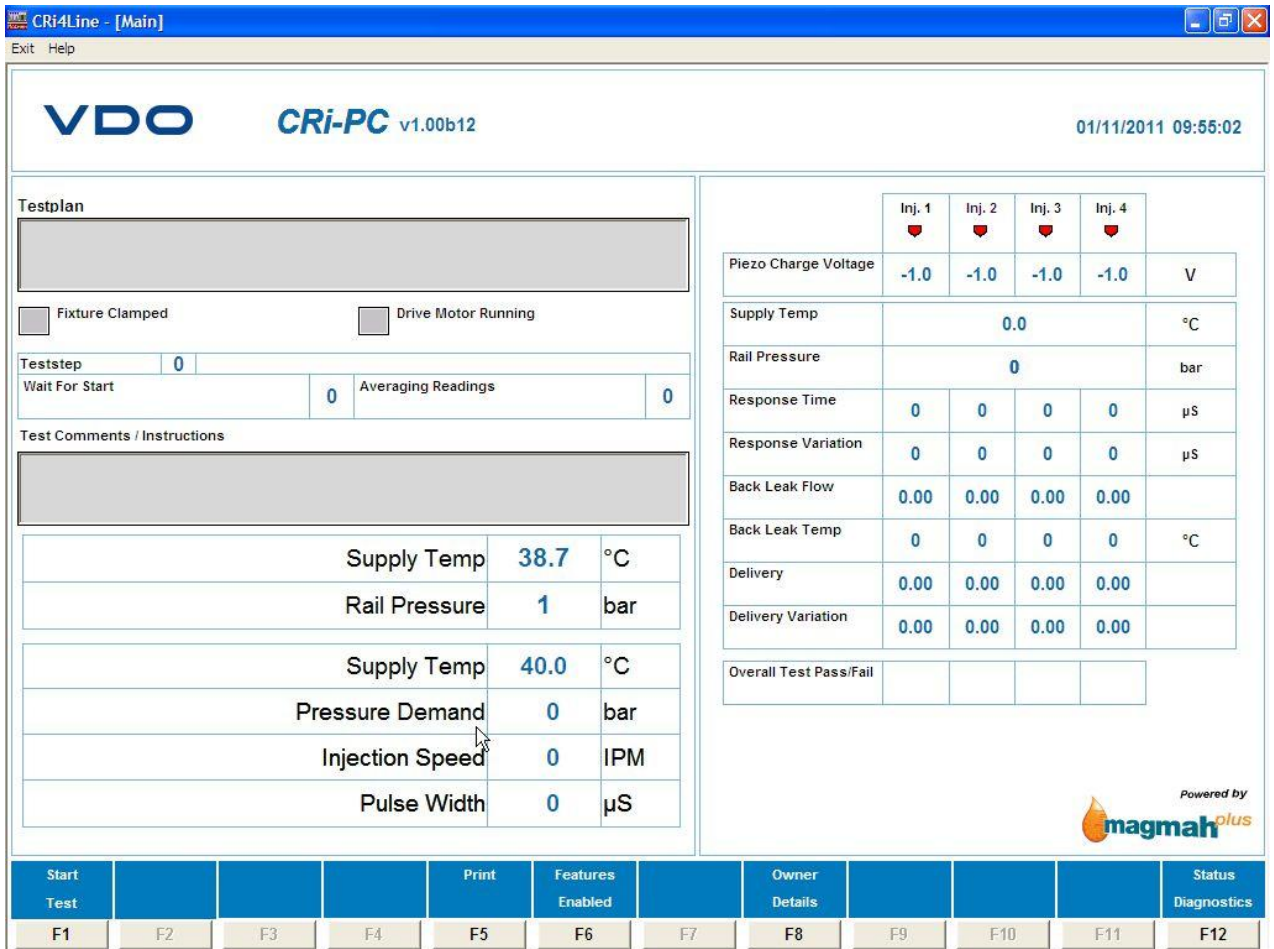 CRi4Line - [Main]
Exit Help
VDO CRi-PC v1.00b12 01/11/2011 09:55:02
Testplan
Fixture Clamped Drive Motor Running
Teststep 0
Wait For Start 0 Averaging Readings 0
Test Comments / Instructions
Supply Temp 38.7 °C
Rail Pressure 1 bar
Supply Temp 40.0 °C
Pressure Demand 0 bar
Injection Speed 0 IPM
Pulse Width 0 µS
Inj. 1 Inj. 2 Inj. 3 Inj. 4
Piezo Charge Voltage -1.0 -1.0 -1.0 -1.0 V
Supply Temp 0.0 °C
Rail Pressure 0 bar
Response Time 0 0 0 0 µS
Response Variation 0 0 0 0 µS
Back Leak Flow 0.00 0.00 0.00 0.00
Back Leak Temp 0 0 0 0 °C
Delivery 0.00 0.00 0.00 0.00
Delivery Variation 0.00 0.00 0.00 0.00
Overall Test Pass/Fail
Powered by
magmah plus
Start Print Features Owner Status
Test Enabled Details Diagnostics
F1 F2 F3 F4 F5 F6 F7 F8 F9 F10 F11 F12